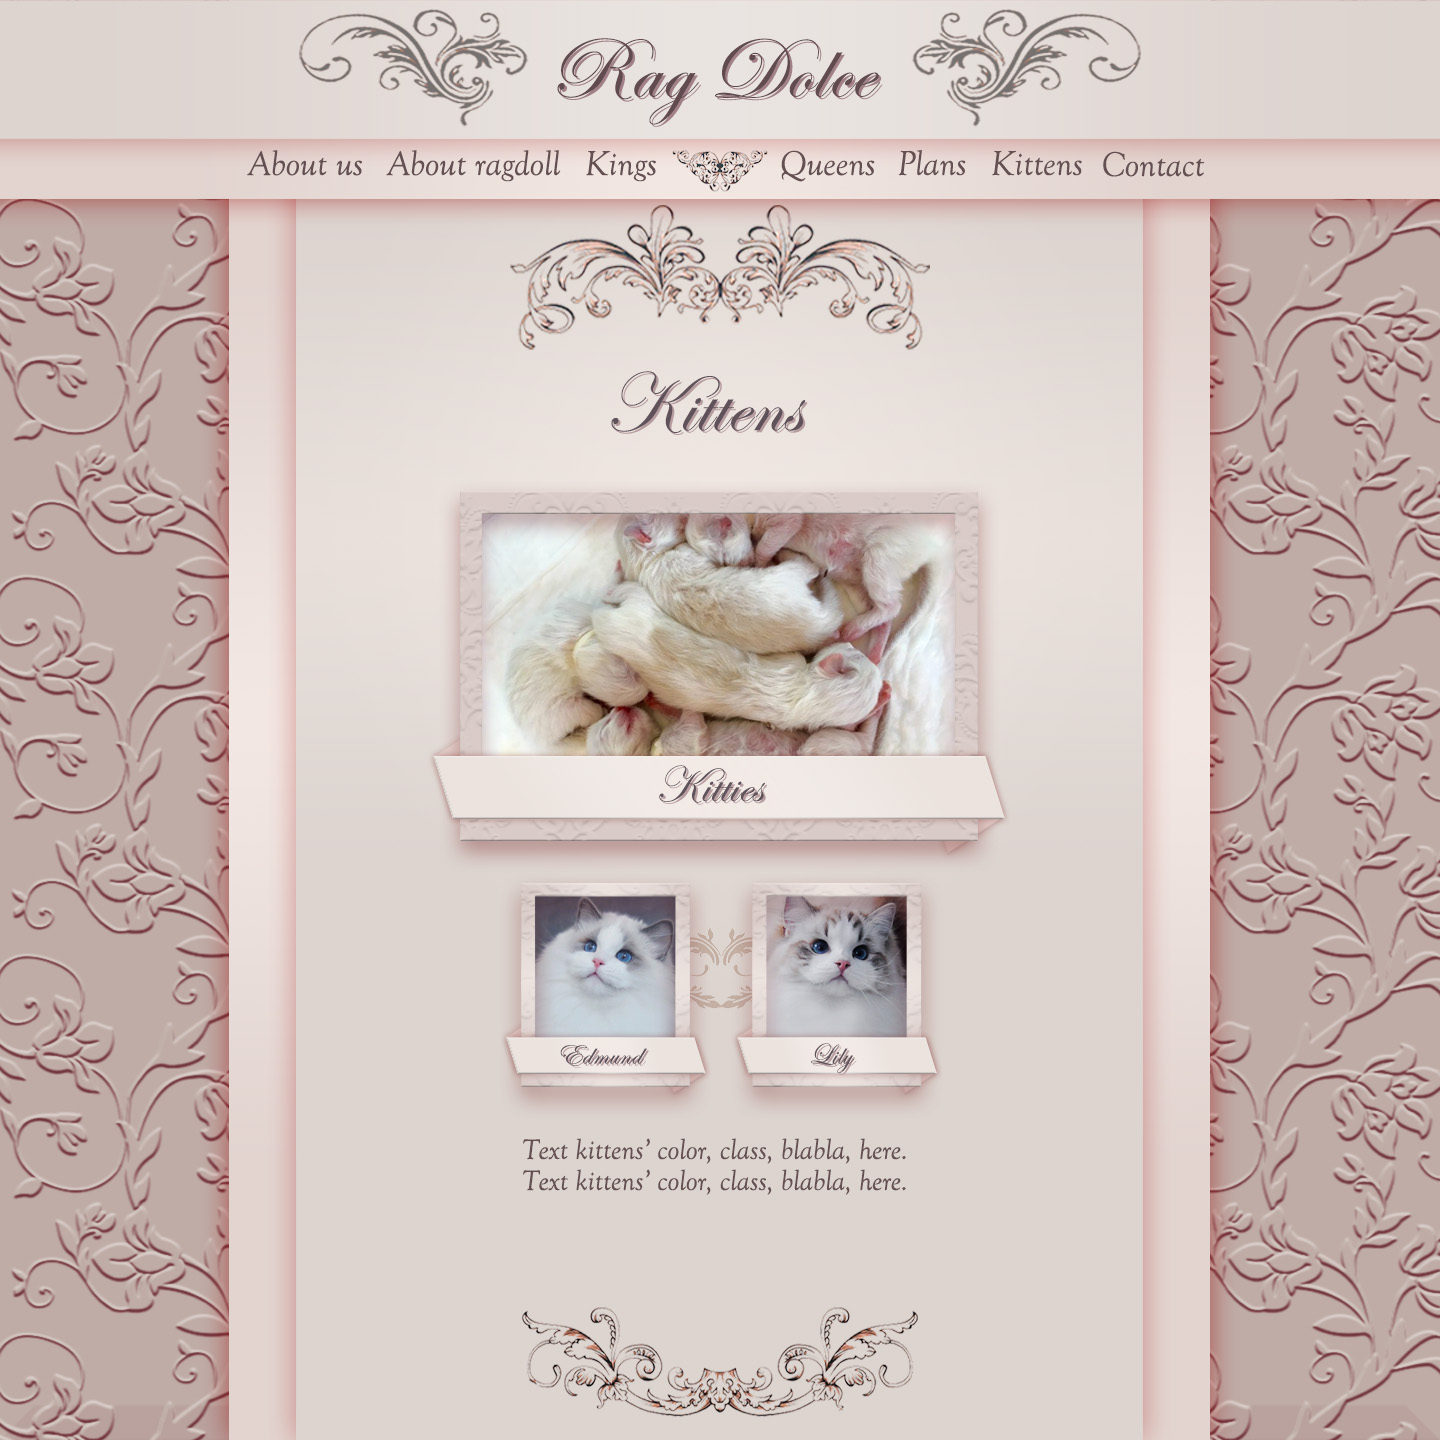 Rag Dolce
About us About ragdoll Kings Queens Plans Kittens Contact
Kittens
Kitties
Edmund Lily
Text kittens’ color, class, blabla, here.
Text kittens’ color, class, blabla, here.